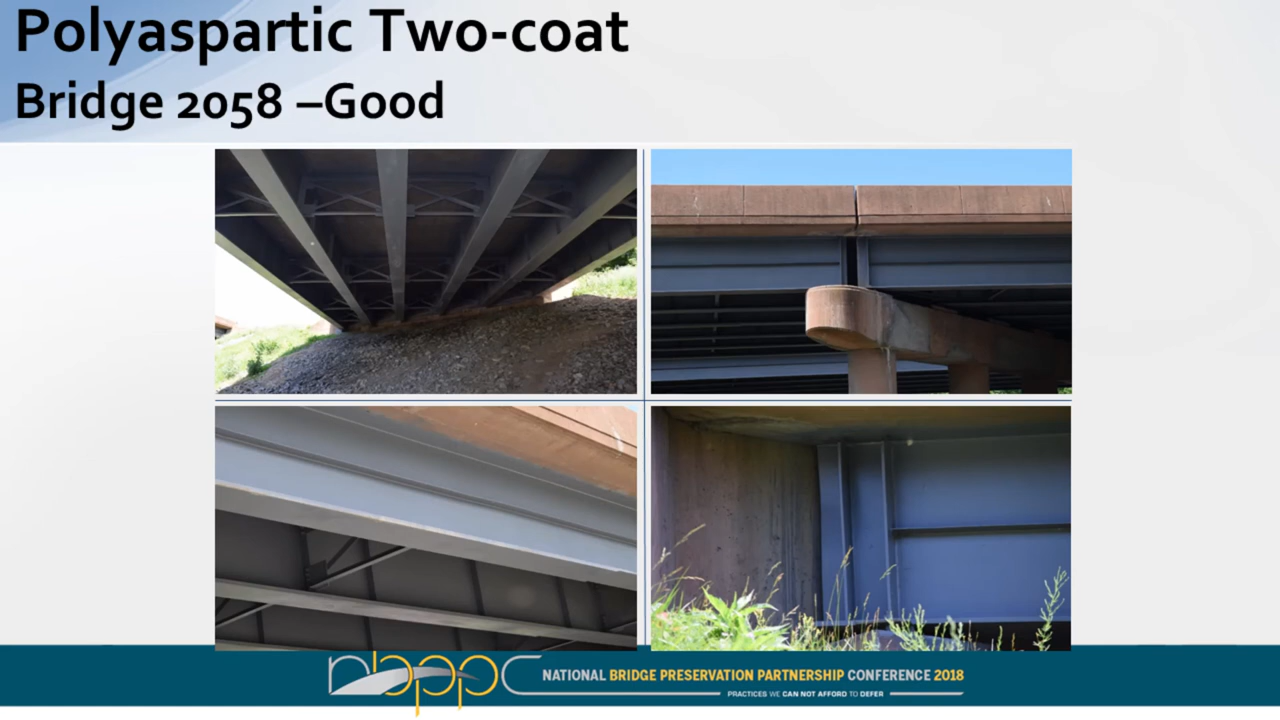 Polyaspartic Two-coat
Bridge 2058 –Good
nbppc
NATIONAL BRIDGE PRESERVATION PARTNERSHIP CONFERENCE 2018
PRACTICES WE CAN NOT AFFORD TO DEFER